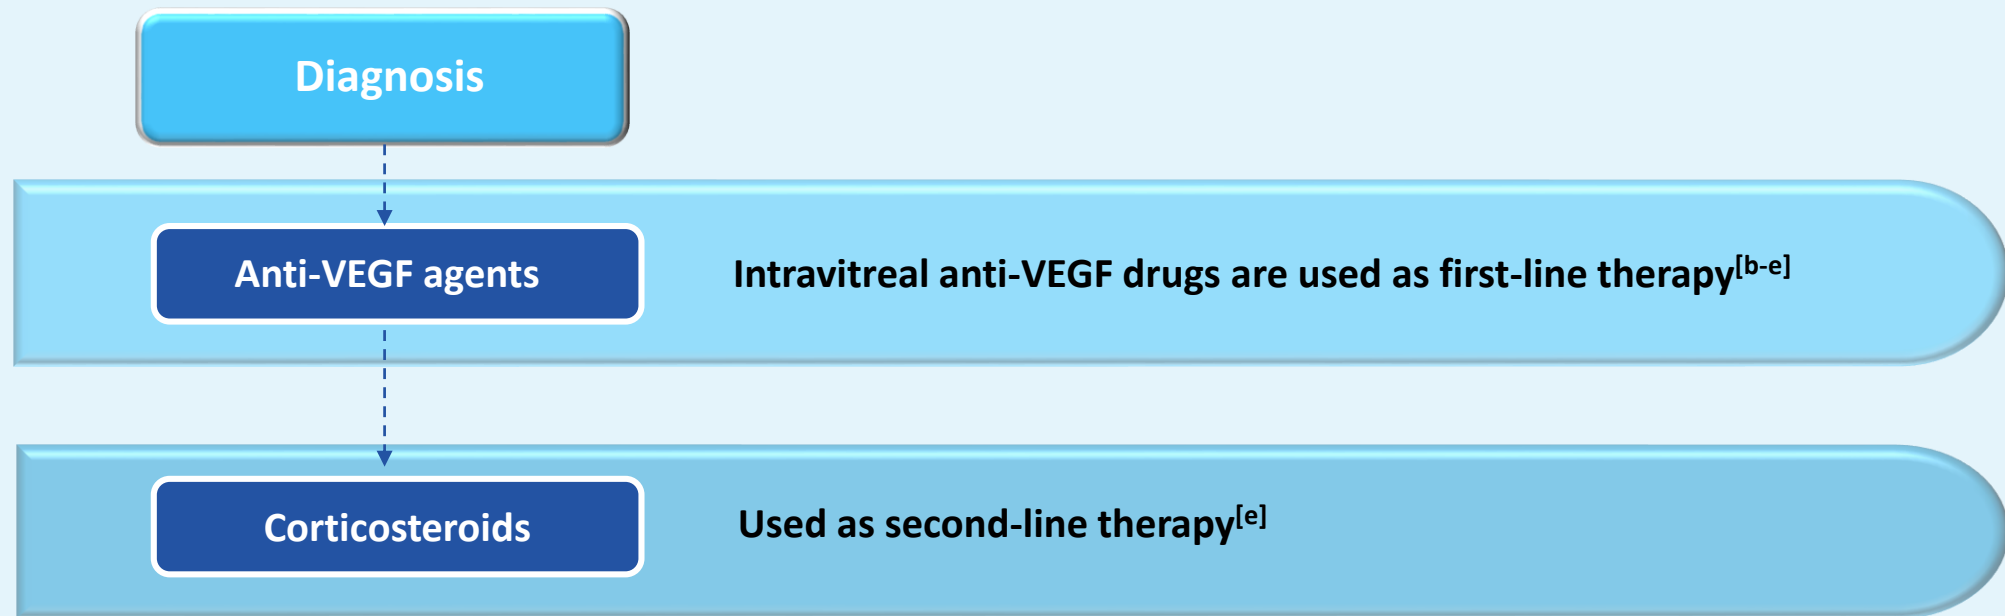 Diagnosis
Anti-VEGF agents
Intravitreal anti-VEGF drugs are used as first-line therapy[b-e]
Corticosteroids
Used as second-line therapy[e]